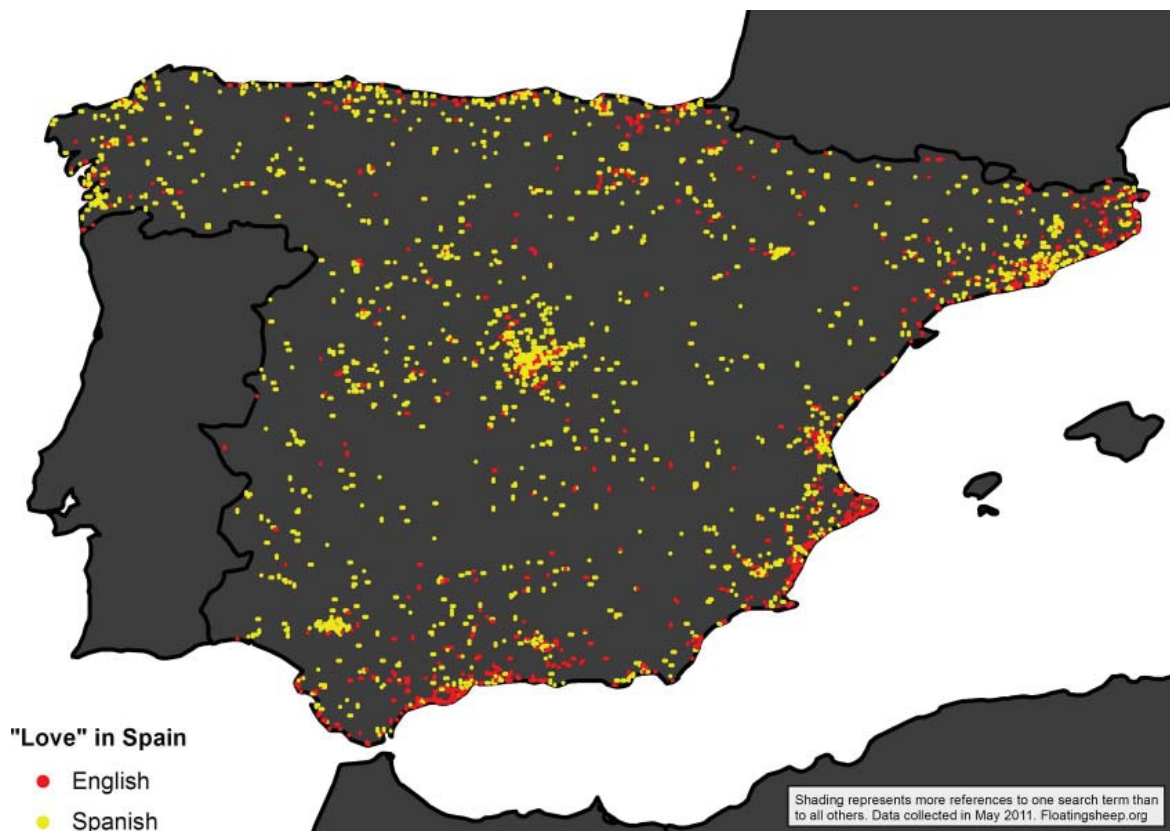 "Love" in Spain
English
Spanish
Shading represents more references to one search term than
to all others. Data collected in May 2011. Floatingsheep.org